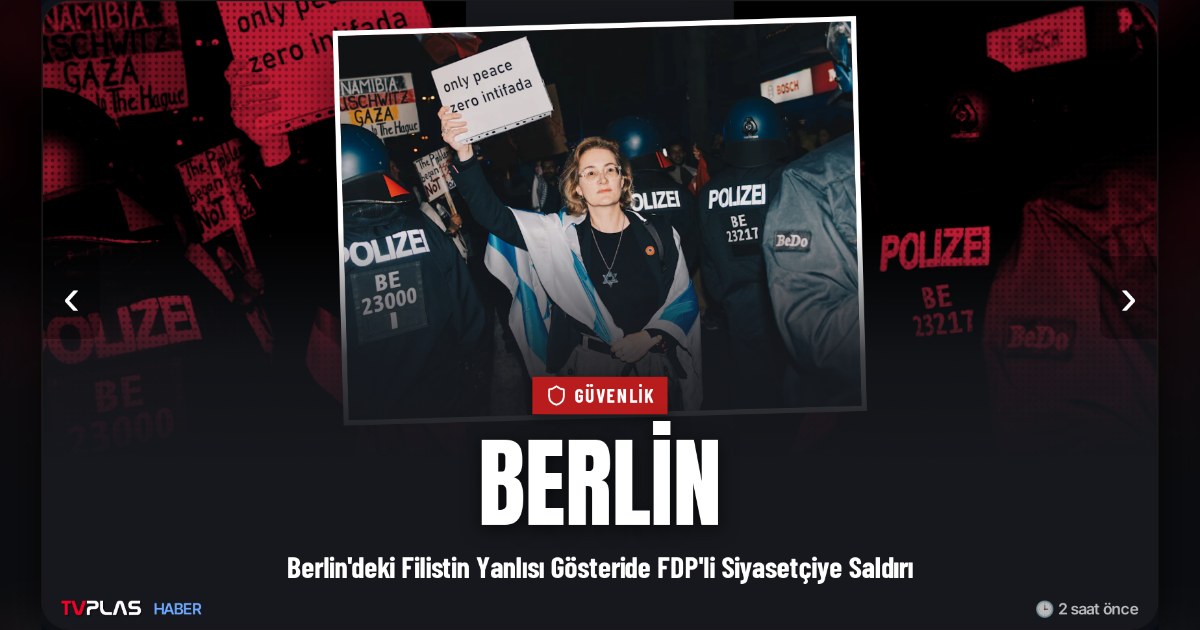 only peace
zero intifada
NAMIBIA
AUSCHWITZ
GAZA
The Hague
BOSCH
POLIZEI
BE
23000
I
POLIZEI
POLIZEI
BE
23217
BeDo
GÜVENLİK
BERLİN
Berlin'deki Filistin Yanlısı Gösteride FDP'li Siyasetçiye Saldırı
TVPLAS HABER
2 saat önce